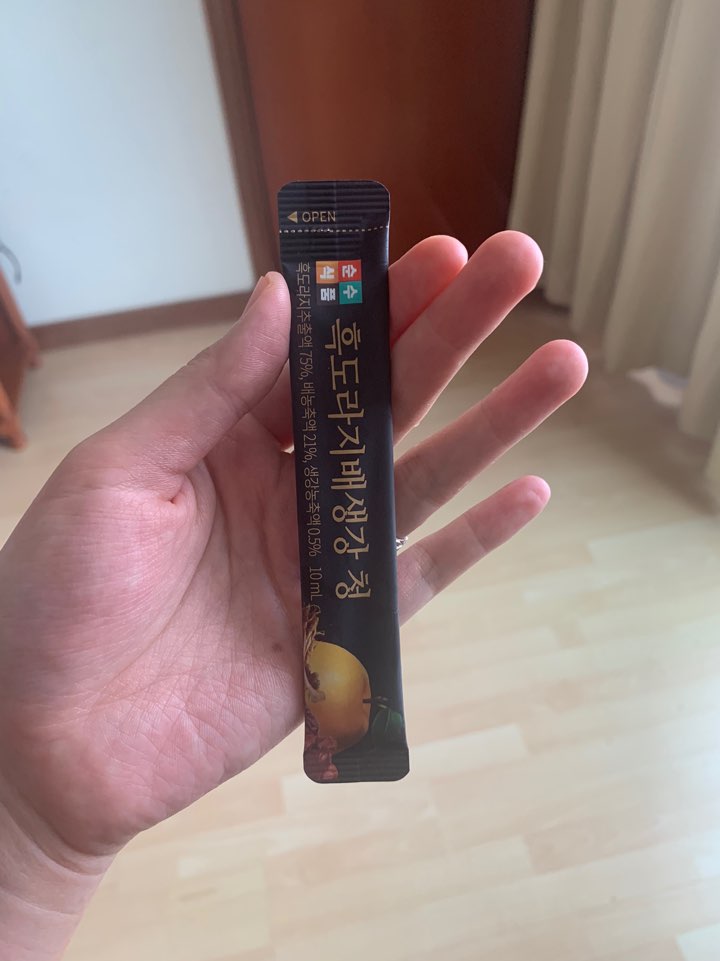 ◀ OPEN
순수
식품
흑도라지배생강 청
흑도라지추출액 75%, 배농축액 21%, 생강농축액 0.5%  10 mL